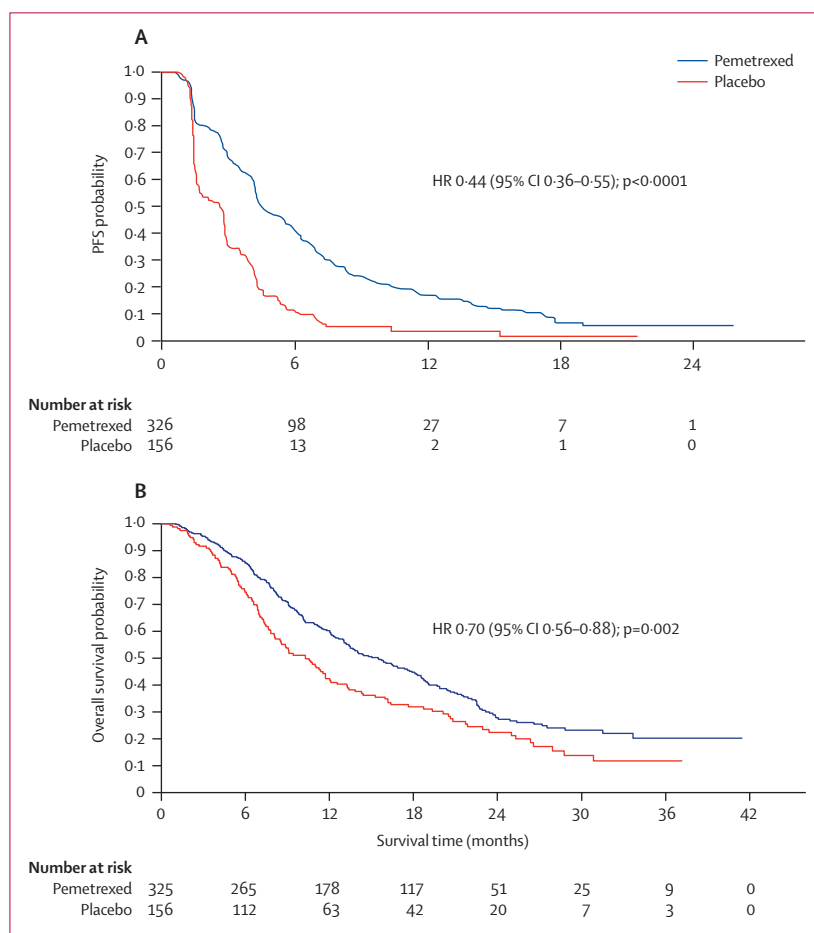 A
Pemetrexed
Placebo
1·0
0·9
0·8
0·7
0·6
0·5
0·4
0·3
0·2
0·1
0
PFS probability
HR 0·44 (95% CI 0·36–0·55); p<0·0001
0 6 12 18 24
Number at risk
Pemetrexed 326 98 27 7 1
Placebo 156 13 2 1 0
B
1·0
0·9
0·8
0·7
0·6
0·5
0·4
0·3
0·2
0·1
0
Overall survival probability
HR 0·70 (95% CI 0·56–0·88); p=0·002
0 6 12 18 24 30 36 42
Survival time (months)
Number at risk
Pemetrexed 325 265 178 117 51 25 9 0
Placebo 156 112 63 42 20 7 3 0